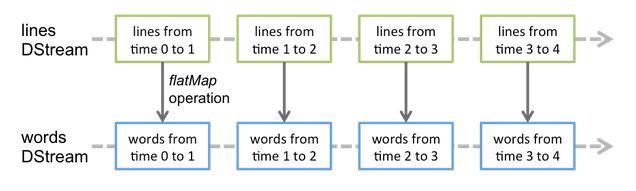 lines
DStream
lines from
time 0 to 1
lines from
time 1 to 2
lines from
time 2 to 3
lines from
time 3 to 4
flatMap
operation
words
DStream
words from
time 0 to 1
words from
time 1 to 2
words from
time 2 to 3
words from
time 3 to 4